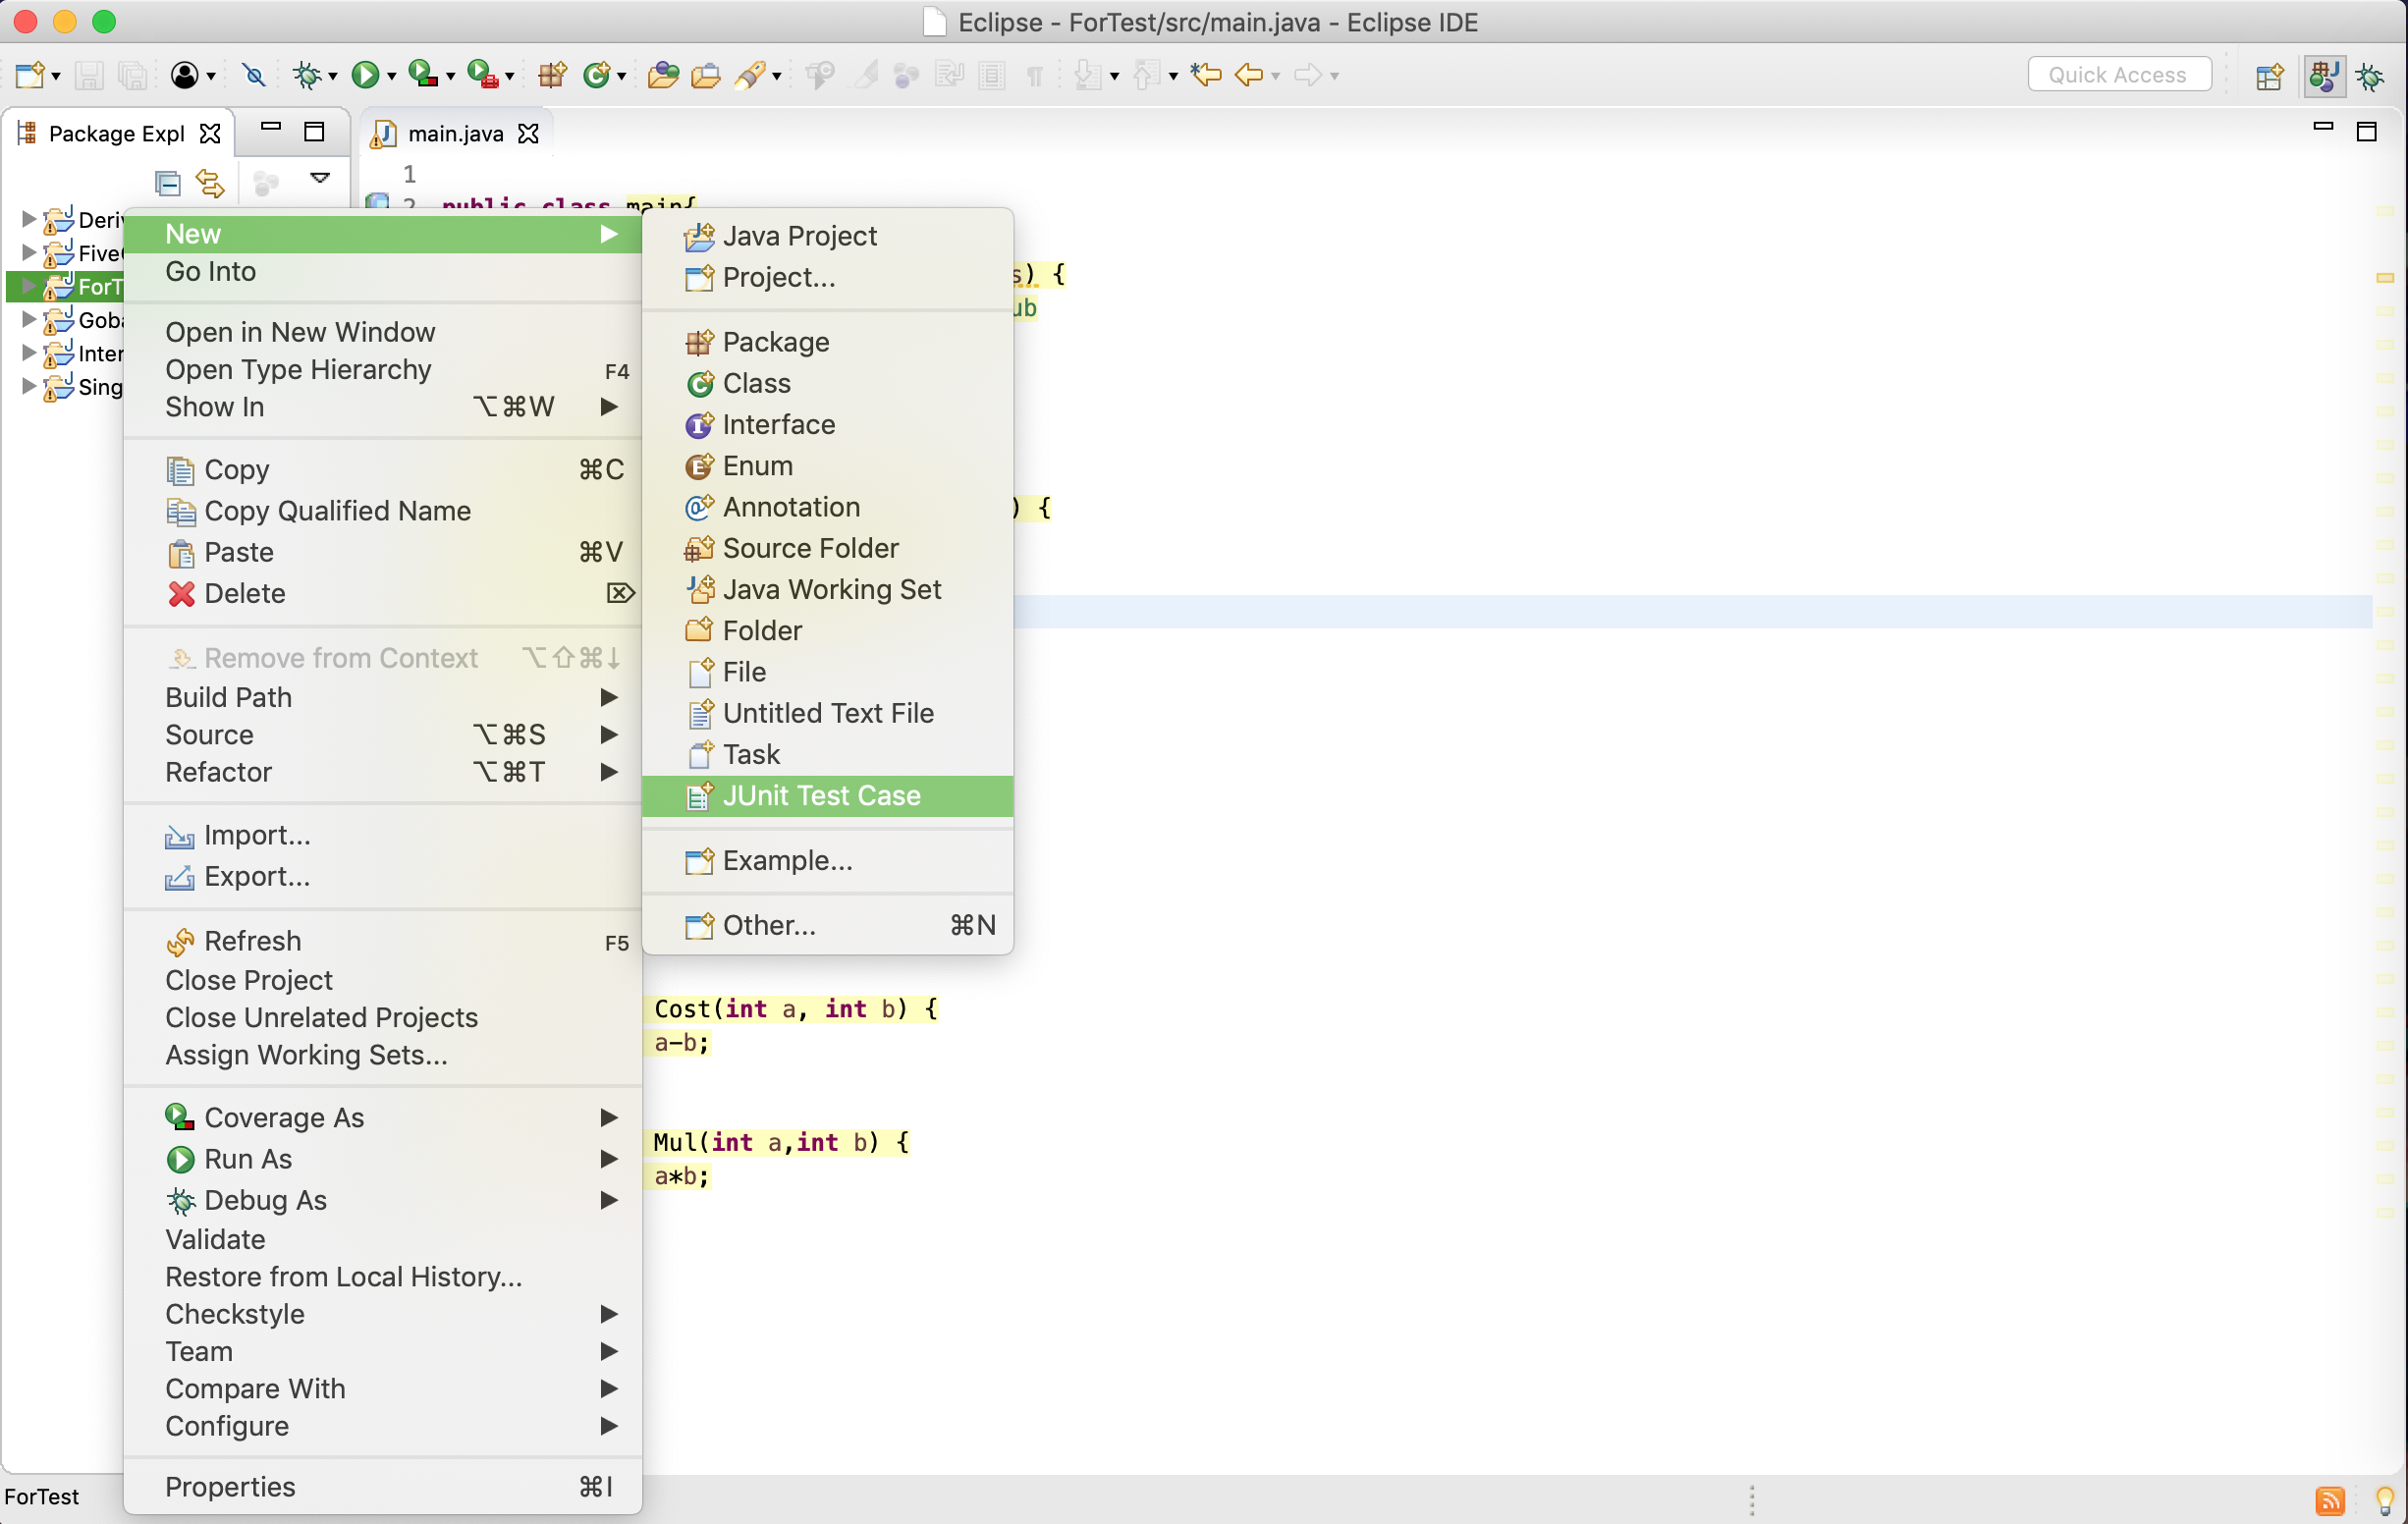 Eclipse - ForTest/src/main.java - Eclipse IDE
Quick Access
Package Expl
main.java
1
2 public class main{
Deri
Five
ForT
Goba
Inter
Sing
New
Go Into
Open in New Window
Open Type Hierarchy F4
Show In ⌥⌘W
Copy ⌘C
Copy Qualified Name
Paste ⌘V
Delete ⌦
Remove from Context ⌥⇧⌘↓
Build Path
Source ⌥⌘S
Refactor ⌥⌘T
Import...
Export...
Refresh F5
Close Project
Close Unrelated Projects
Assign Working Sets...
Coverage As
Run As
Debug As
Validate
Restore from Local History...
Checkstyle
Team
Compare With
Configure
Properties ⌘I
Java Project
Project...
Package
Class
Interface
Enum
Annotation
Source Folder
Java Working Set
Folder
File
Untitled Text File
Task
JUnit Test Case
Example...
Other... ⌘N
s) {
ub
) {
Cost(int a, int b) {
a-b;
Mul(int a,int b) {
a*b;
ForTest